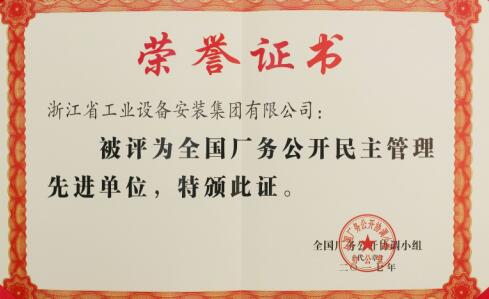 荣誉证书
浙江省工业设备安装集团有限公司：
被评为全国厂务公开民主管理
先进单位，特颁此证。
全国厂务公开协调小组